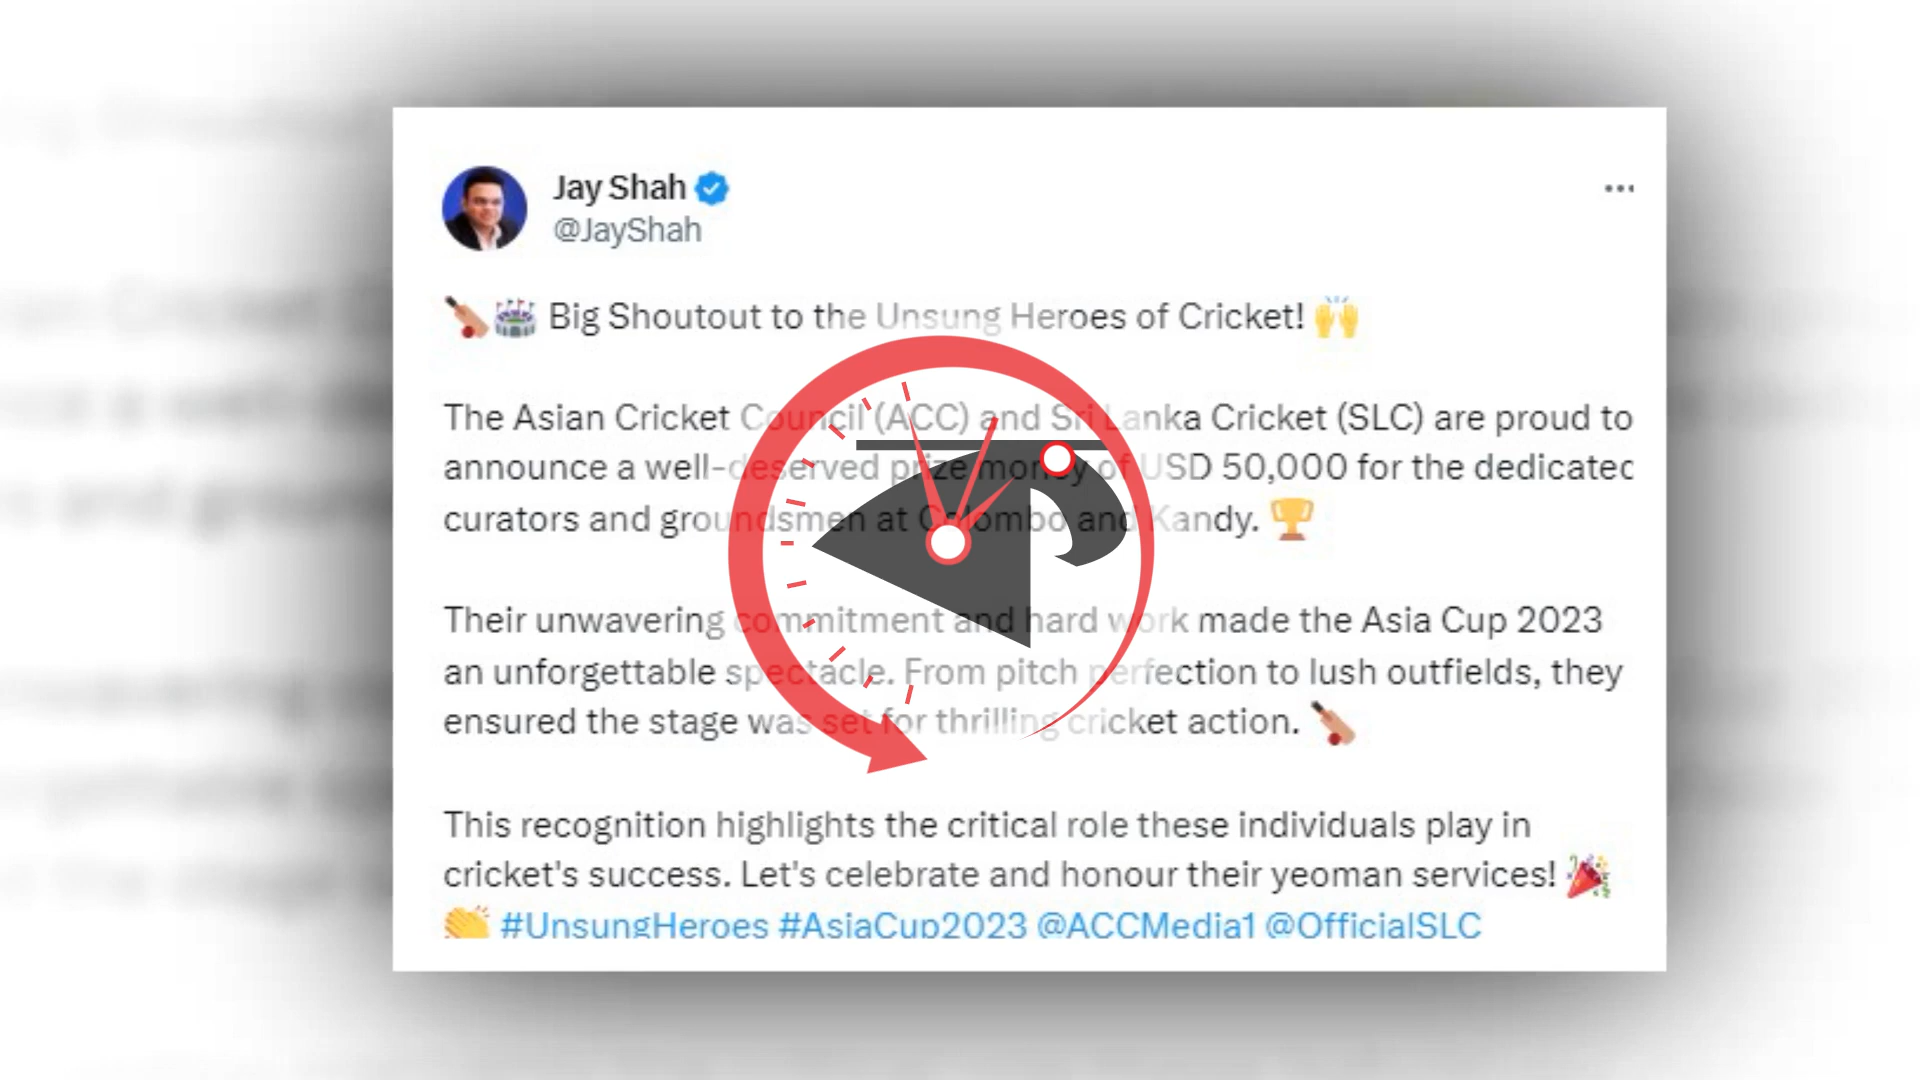 Jay Shah
@JayShah
Big Shoutout to the Unsung Heroes of Cricket!
The Asian Cricket Council (ACC) and Sri Lanka Cricket (SLC) are proud to
announce a well-deserved prize money of USD 50,000 for the dedicated
curators and groundsmen at Colombo and Kandy.
Their unwavering commitment and hard work made the Asia Cup 2023
an unforgettable spectacle. From pitch perfection to lush outfields, they
ensured the stage was set for thrilling cricket action.
This recognition highlights the critical role these individuals play in
cricket's success. Let's celebrate and honour their yeoman services!
#UnsungHeroes #AsiaCup2023 @ACCMedia1 @OfficialSLC